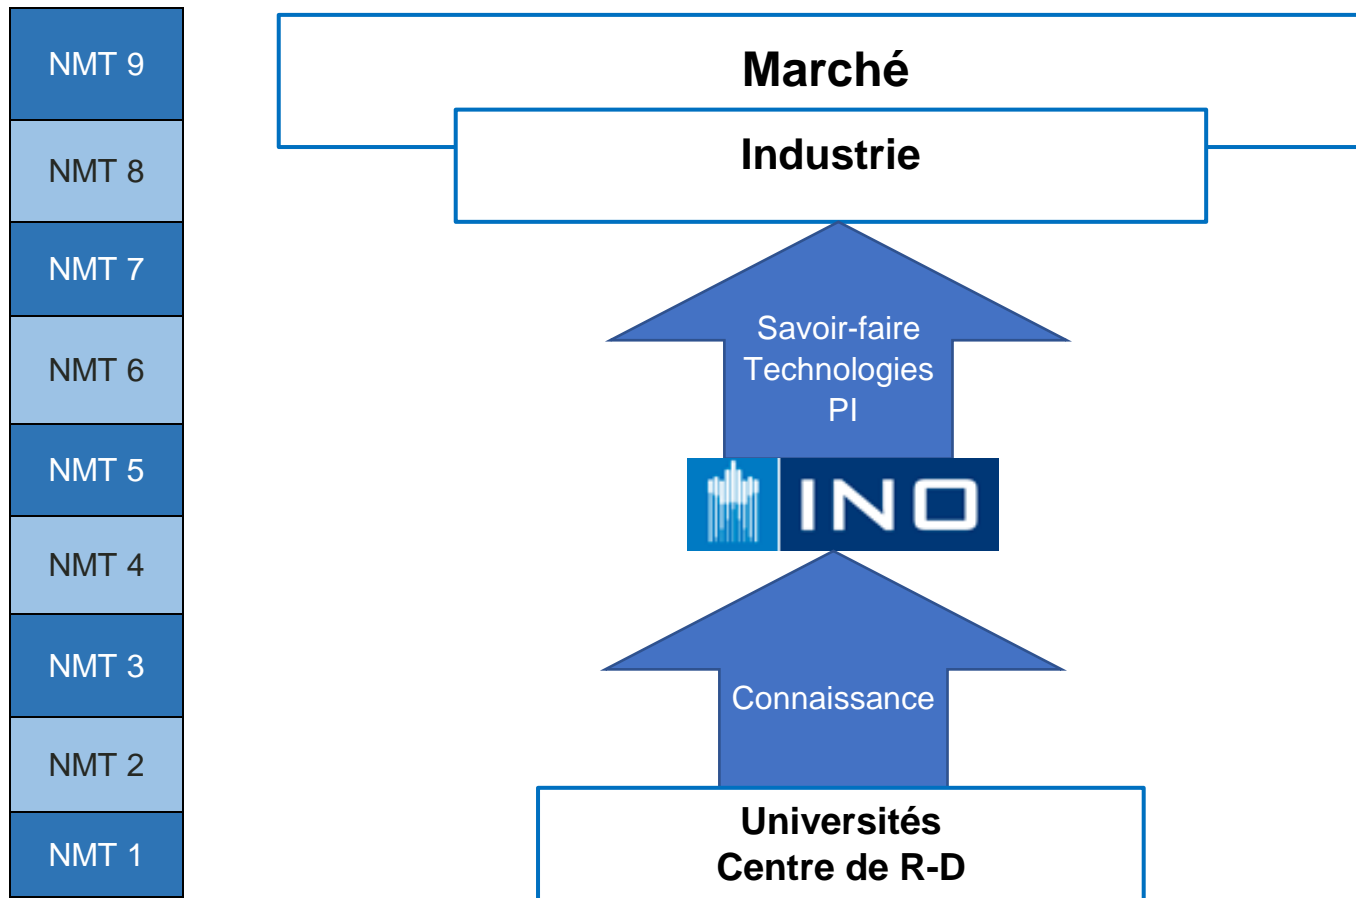 NMT 9
NMT 8
NMT 7
NMT 6
NMT 5
NMT 4
NMT 3
NMT 2
NMT 1
Marché
Industrie
Savoir-faire
Technologies
PI
INO
Connaissance
Universités
Centre de R-D